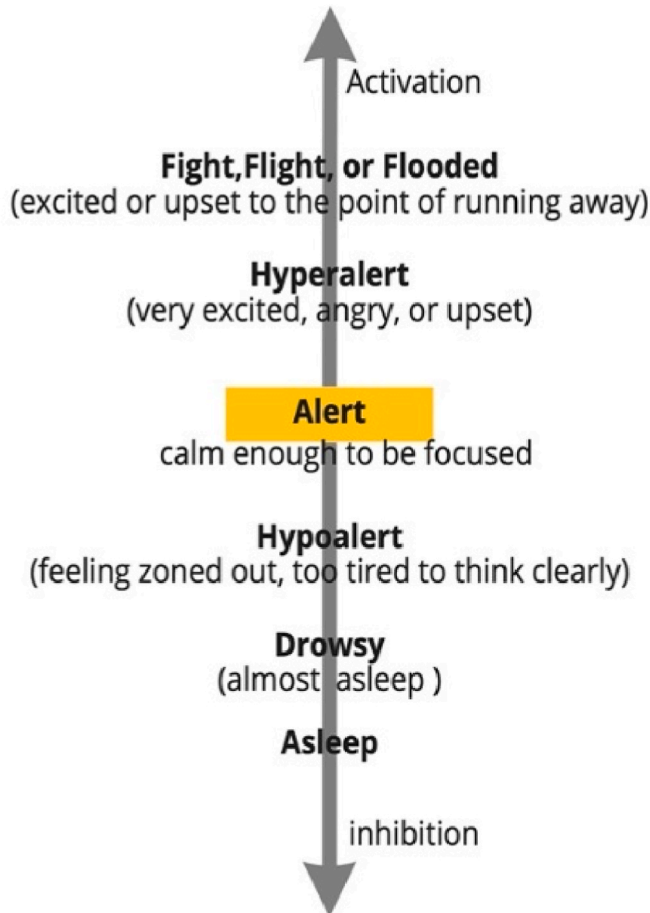 Activation
Fight,Flight, or Flooded
(excited or upset to the point of running away)
Hyperalert
(very excited, angry, or upset)
Alert
calm enough to be focused
Hypoalert
(feeling zoned out, too tired to think clearly)
Drowsy
(almost asleep )
Asleep
inhibition